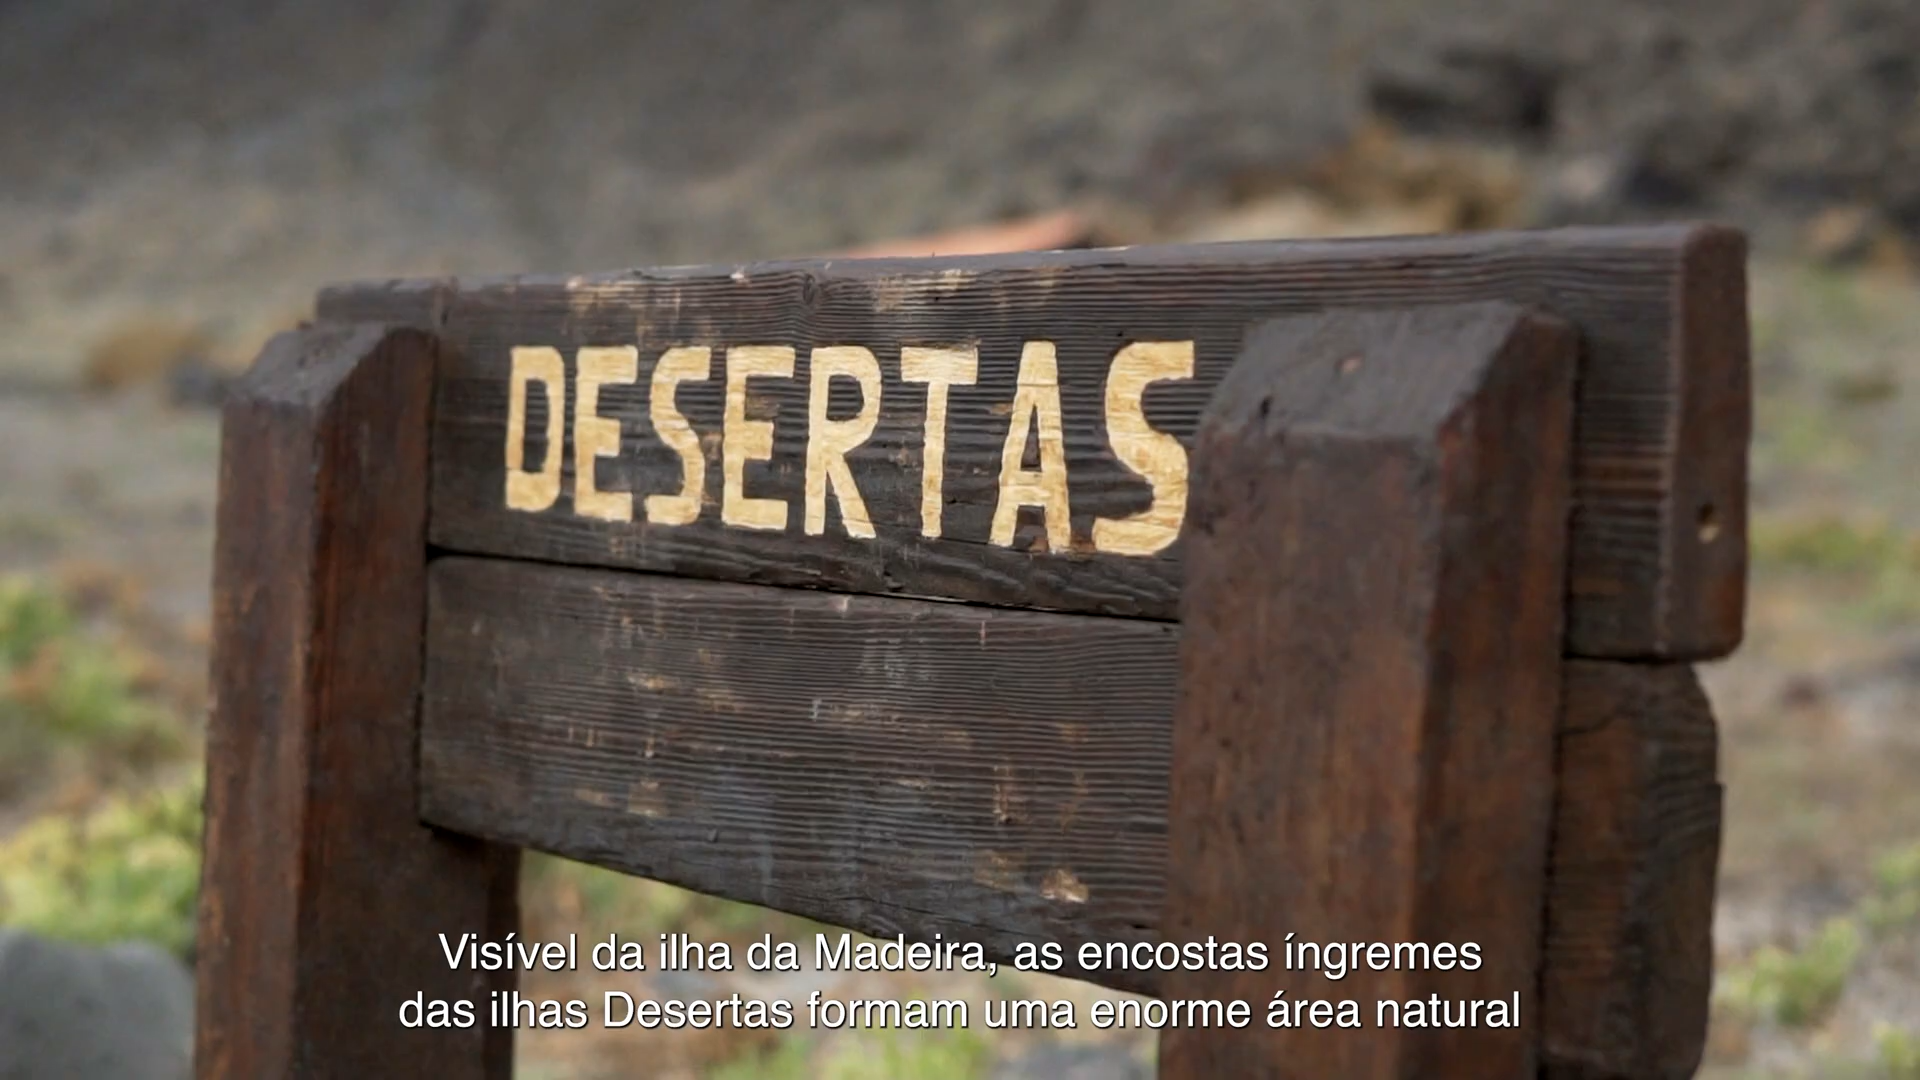 DESERTAS
Visível da ilha da Madeira, as encostas íngremes
das ilhas Desertas formam uma enorme área natural